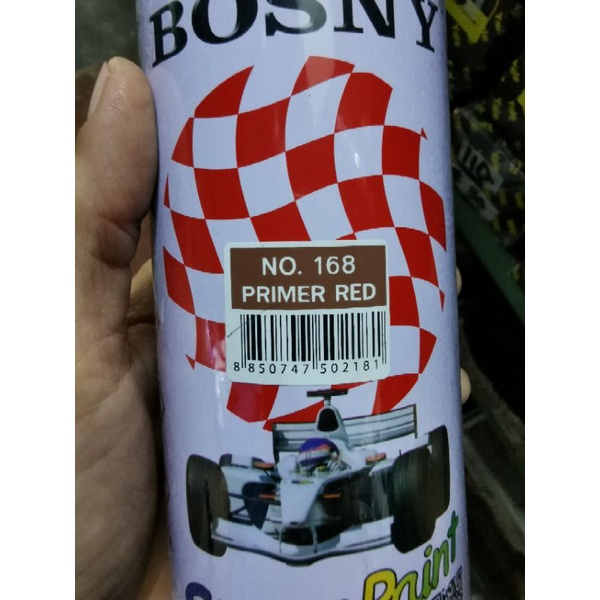 BOSNY
NO. 168
PRIMER RED
8 850747 502181
Paint